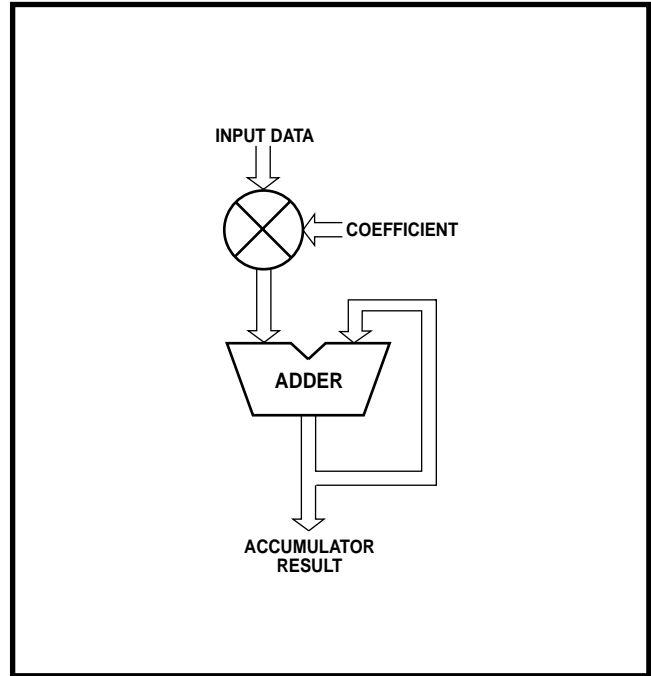 INPUT DATA
COEFFICIENT
ADDER
ACCUMULATOR
RESULT